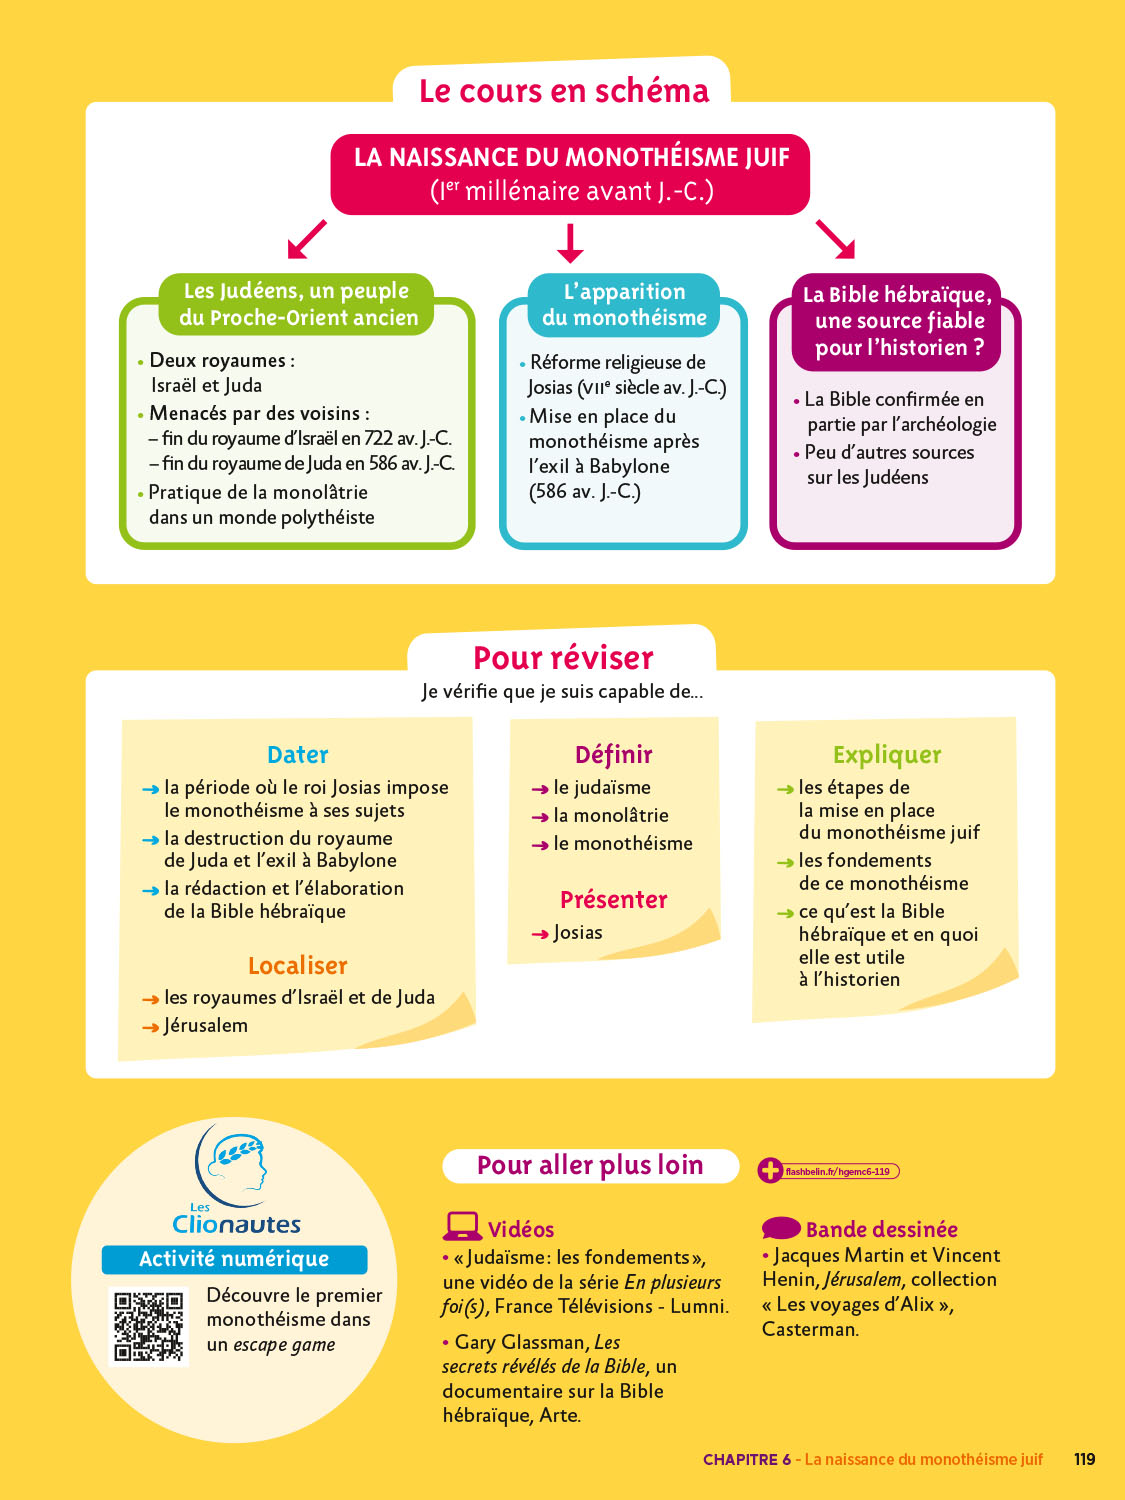 Le cours en schéma
LA NAISSANCE DU MONOTHÉISME JUIF
(Ier millénaire avant J.-C.)
Les Judéens, un peuple
du Proche-Orient ancien
• Deux royaumes :
Israël et Juda
• Menacés par des voisins :
– fin du royaume d'Israël en 722 av. J.-C.
– fin du royaume de Juda en 586 av. J.-C.
• Pratique de la monolâtrie
dans un monde polythéiste
L'apparition
du monothéisme
• Réforme religieuse de
Josias (VIIe siècle av. J.-C.)
• Mise en place du
monothéisme après
l'exil à Babylone
(586 av. J.-C.)
La Bible hébraïque,
une source fiable
pour l'historien ?
• La Bible confirmée en
partie par l'archéologie
• Peu d'autres sources
sur les Judéens
Pour réviser
Je vérifie que je suis capable de...
Dater
→ la période où le roi Josias impose
le monothéisme à ses sujets
→ la destruction du royaume
de Juda et l'exil à Babylone
→ la rédaction et l'élaboration
de la Bible hébraïque
Localiser
→ les royaumes d'Israël et de Juda
→ Jérusalem
Définir
→ le judaïsme
→ la monolâtrie
→ le monothéisme
Présenter
→ Josias
Expliquer
→ les étapes de
la mise en place
du monothéisme juif
→ les fondements
de ce monothéisme
→ ce qu'est la Bible
hébraïque et en quoi
elle est utile
à l'historien
Les
Clionautes
Activité numérique
Découvre le premier
monothéisme dans
un escape game
Pour aller plus loin
flashbelin.fr/hgemc6-119
Vidéos
• « Judaïsme : les fondements »,
une vidéo de la série En plusieurs
foi(s), France Télévisions - Lumni.
• Gary Glassman, Les
secrets révélés de la Bible, un
documentaire sur la Bible
hébraïque, Arte.
Bande dessinée
• Jacques Martin et Vincent
Henin, Jérusalem, collection
« Les voyages d'Alix »,
Casterman.
CHAPITRE 6 - La naissance du monothéisme juif 119